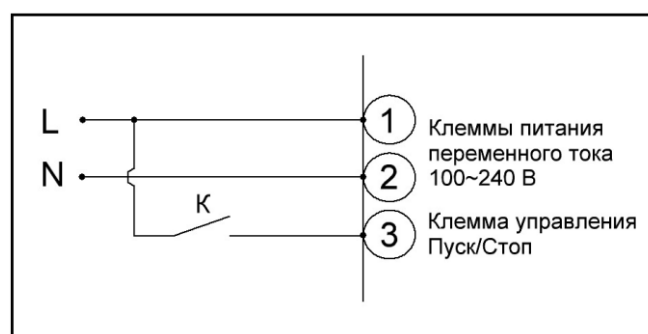 L
1
Клеммы питания
переменного тока
100~240 В
N
2
К
3
Клемма управления
Пуск/Стоп